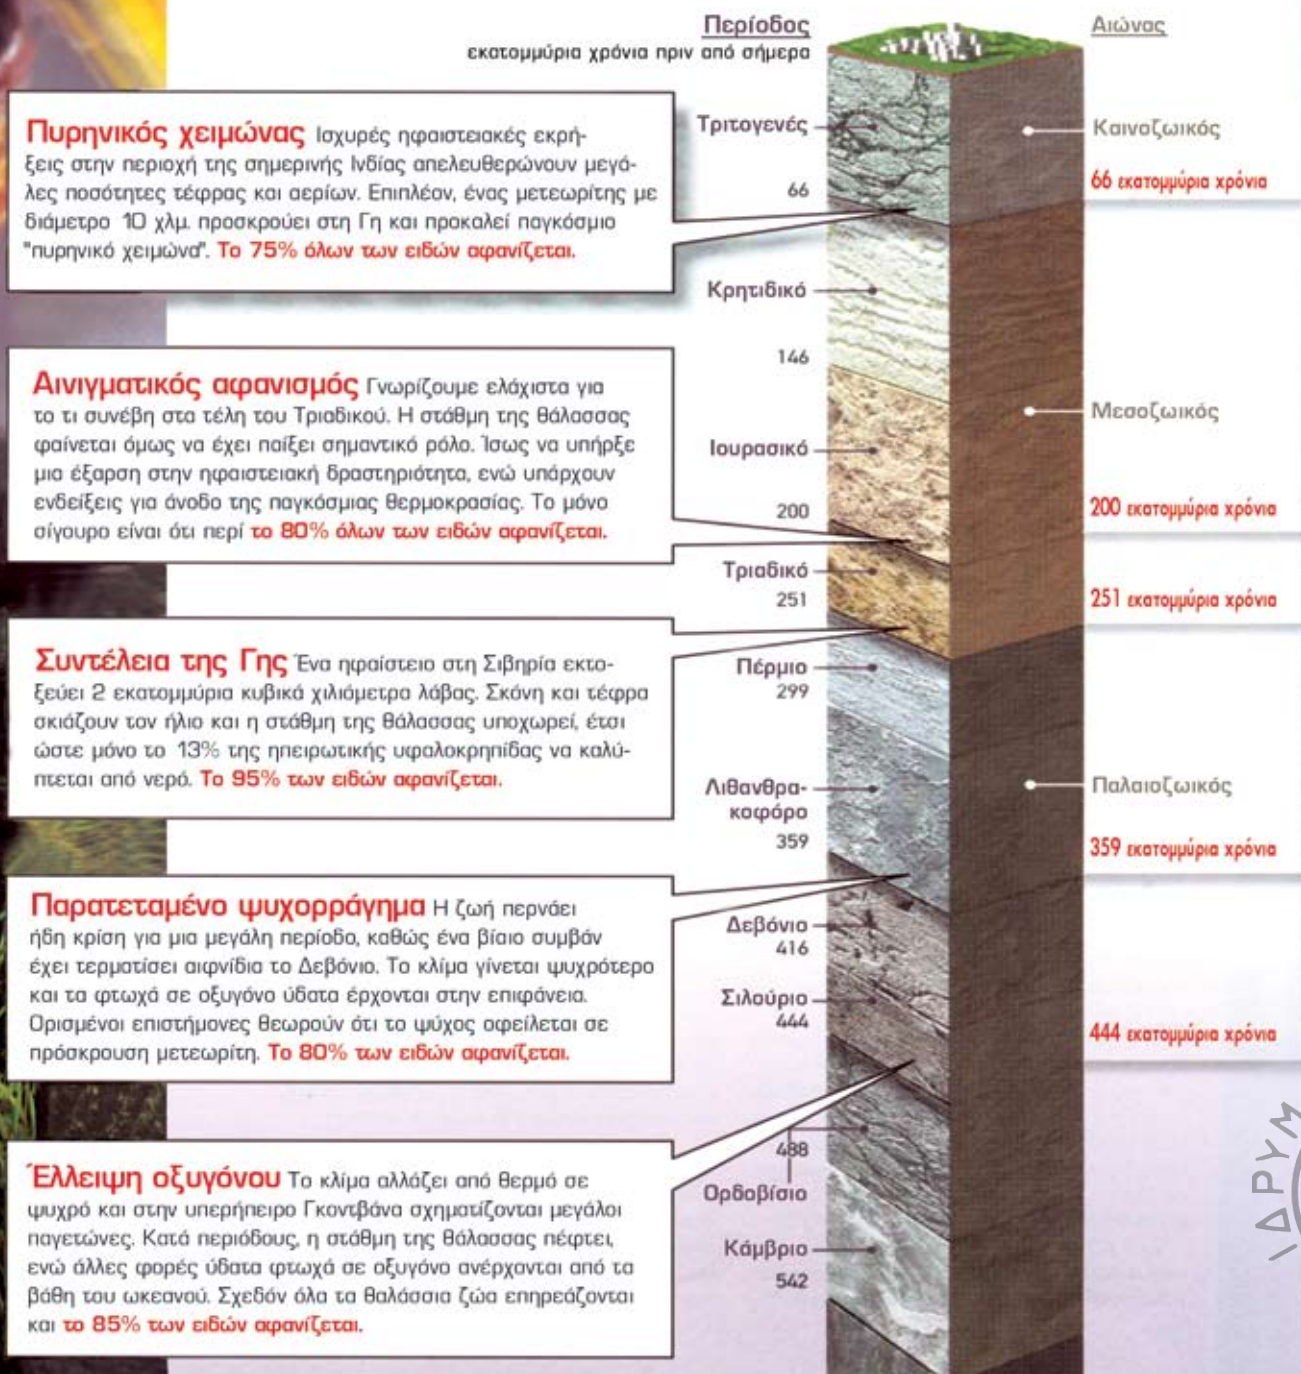 Περίοδος
εκατομμύρια χρόνια πριν από σήμερα
Αιώνας
Πυρηνικός χειμώνας Ισχυρές ηφαιστειακές εκρή-
ξεις στην περιοχή της σημερινής Ινδίας απελευθερώνουν μεγά-
λες ποσότητες τέφρας και αερίων. Επιπλέον, ένας μετεωρίτης με
διάμετρο 10 χλμ. προσκρούει στη Γη και προκαλεί παγκόσμιο
"πυρηνικό χειμώνα". Το 75% όλων των ειδών αφανίζεται.
Τριτογενές
66
Καινοζωικός
66 εκατομμύρια χρόνια
Κρητιδικό
146
Αινιγματικός αφανισμός Γνωρίζουμε ελάχιστα για
το τι συνέβη στα τέλη του Τριαδικού. Η στάθμη της θάλασσας
φαίνεται όμως να έχει παίξει σημαντικό ρόλο. Ίσως να υπήρξε
μια έξαρση στην ηφαιστειακή δραστηριότητα, ενώ υπάρχουν
ενδείξεις για άνοδο της παγκόσμιας θερμοκρασίας. Το μόνο
σίγουρο είναι ότι περί το 80% όλων των ειδών αφανίζεται.
Ιουρασικό
200
Μεσοζωικός
200 εκατομμύρια χρόνια
Τριαδικό
251
251 εκατομμύρια χρόνια
Συντέλεια της Γης Ένα ηφαίστειο στη Σιβηρία εκτο-
ξεύει 2 εκατομμύρια κυβικά χιλιόμετρα λάβας. Σκόνη και τέφρα
σκιάζουν τον ήλιο και η στάθμη της θάλασσας υποχωρεί, έτσι
ώστε μόνο το 13% της ηπειρωτικής υφαλοκρηπίδας να καλύ-
πτεται από νερό. Το 95% των ειδών αφανίζεται.
Πέρμιο
299
Λιθανθρα-
κοφόρο
359
Παλαιοζωικός
359 εκατομμύρια χρόνια
Παρατεταμένο ψυχορράγημα Η ζωή περνάει
ήδη κρίση για μια μεγάλη περίοδο, καθώς ένα βίαιο συμβάν
έχει τερματίσει αιφνίδια το Δεβόνιο. Το κλίμα γίνεται ψυχρότερο
και τα φτωχά σε οξυγόνο ύδατα έρχονται στην επιφάνεια.
Ορισμένοι επιστήμονες θεωρούν ότι το ψύχος οφείλεται σε
πρόσκρουση μετεωρίτη. Το 80% των ειδών αφανίζεται.
Δεβόνιο
416
Σιλούριο
444
444 εκατομμύρια χρόνια
Έλλειψη οξυγόνου Το κλίμα αλλάζει από θερμό σε
ψυχρό και στην υπερήπειρο Γκοντβάνα σχηματίζονται μεγάλοι
παγετώνες. Κατά περιόδους, η στάθμη της θάλασσας πέφτει,
ενώ άλλες φορές ύδατα φτωχά σε οξυγόνο ανέρχονται από τα
βάθη του ωκεανού. Σχεδόν όλα τα θαλάσσια ζώα επηρεάζονται
και το 85% των ειδών αφανίζεται.
488
Ορδοβίσιο
Κάμβριο
542
ΙΔΡΥΜ